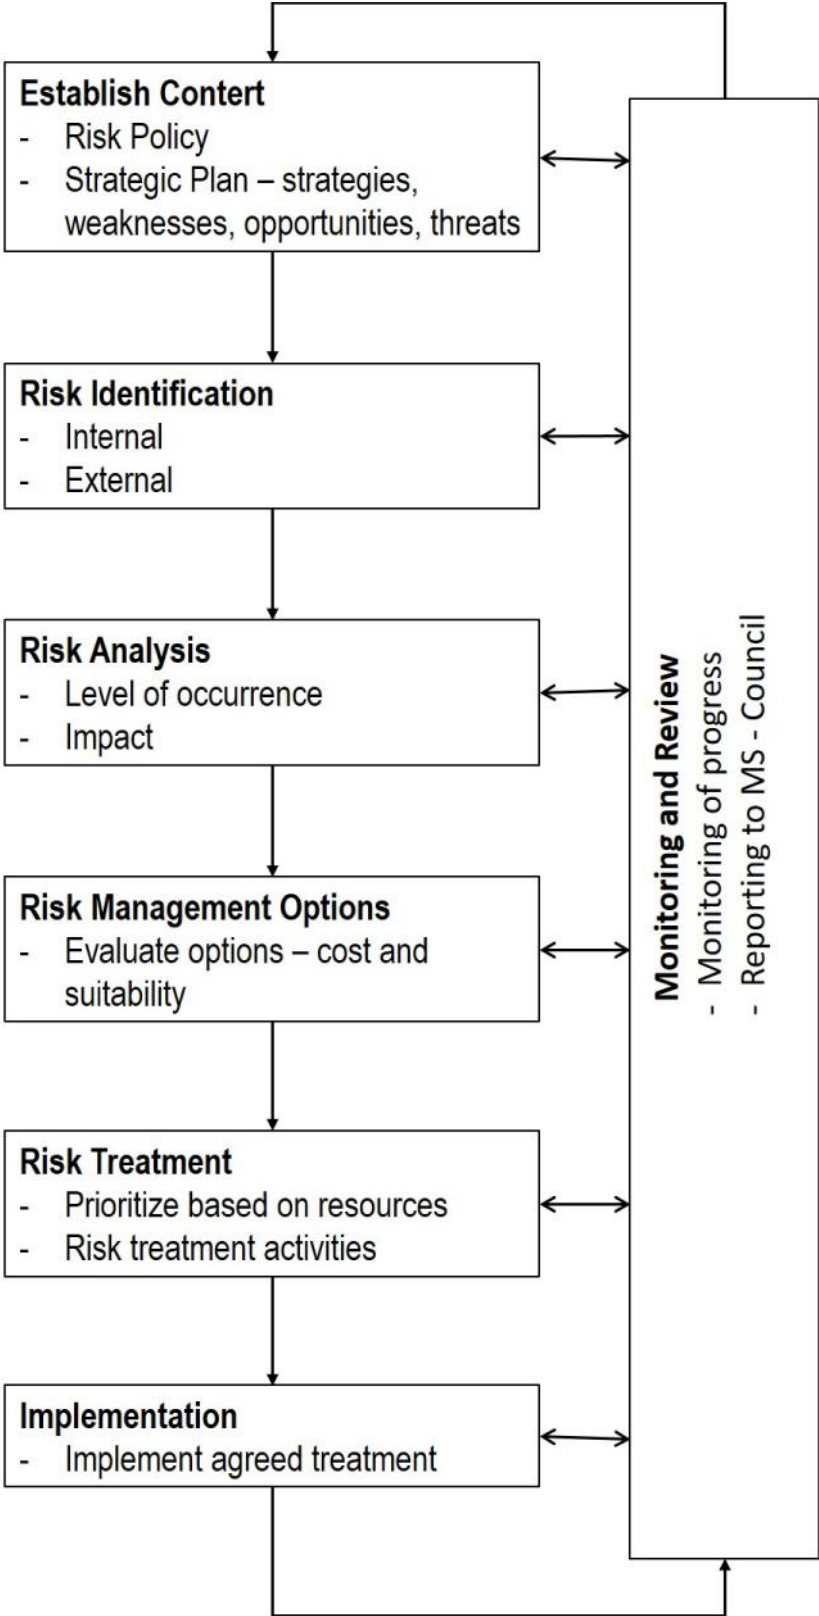 Establish Contert
- Risk Policy
- Strategic Plan – strategies,
weaknesses, opportunities, threats
Risk Identification
- Internal
- External
Risk Analysis
- Level of occurrence
- Impact
Risk Management Options
- Evaluate options – cost and
suitability
Risk Treatment
- Prioritize based on resources
- Risk treatment activities
Implementation
- Implement agreed treatment
Monitoring and Review
- Monitoring of progress
- Reporting to MS - Council